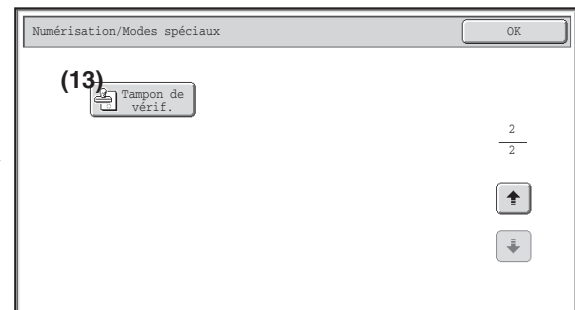 Numérisation/Modes spéciaux
OK
(13)
Tampon de
vérif.
2
2